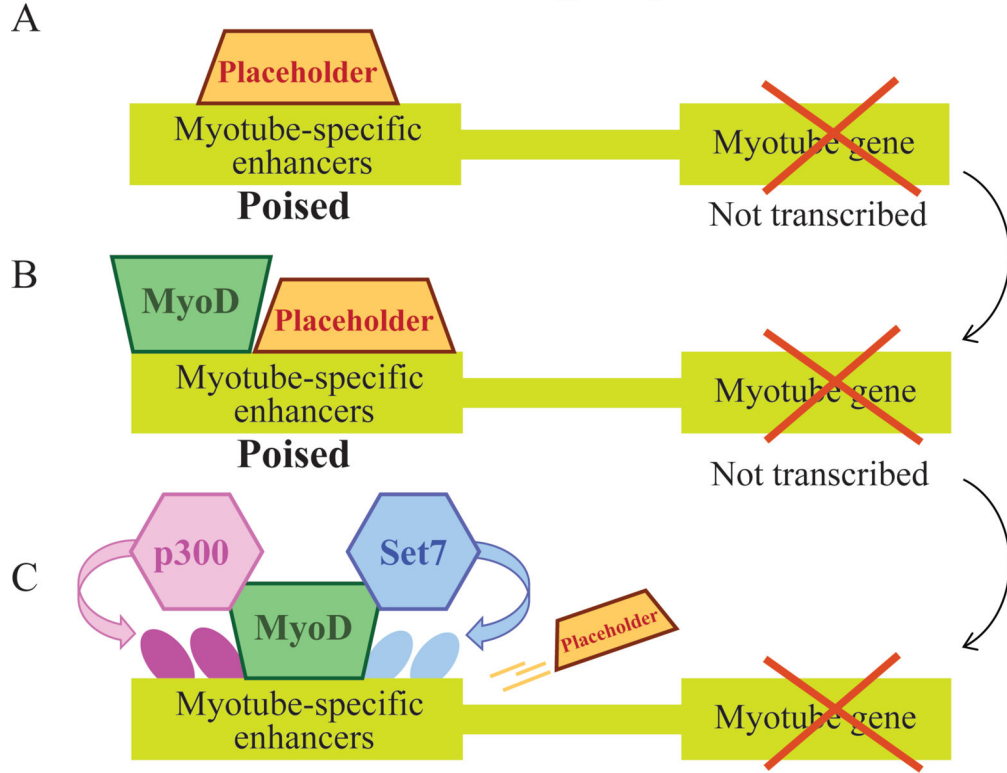 A
Placeholder
Myotube-specific
enhancers
Myotube gene
Poised
Not transcribed
B
MyoD
Placeholder
Myotube-specific
enhancers
Myotube gene
Poised
Not transcribed
C
p300
Set7
MyoD
Placeholder
Myotube-specific
enhancers
Myotube gene